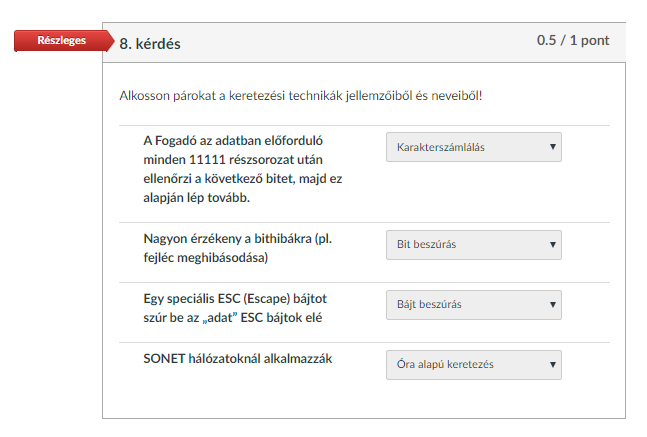 Részleges
8. kérdés
0.5 / 1 pont
Alkosson párokat a keretezési technikák jellemzőiből és neveiből!
A Fogadó az adatban előforduló
minden 11111 részsorozat után
ellenőrzi a következő bitet, majd ez
alapján lép tovább.
Karakterszámlálás
Nagyon érzékeny a bithibákra (pl.
fejléc meghibásodása)
Bit beszúrás
Egy speciális ESC (Escape) bájtot
szúr be az „adat” ESC bájtok elé
Bájt beszúrás
SONET hálózatoknál alkalmazzák
Óra alapú keretezés